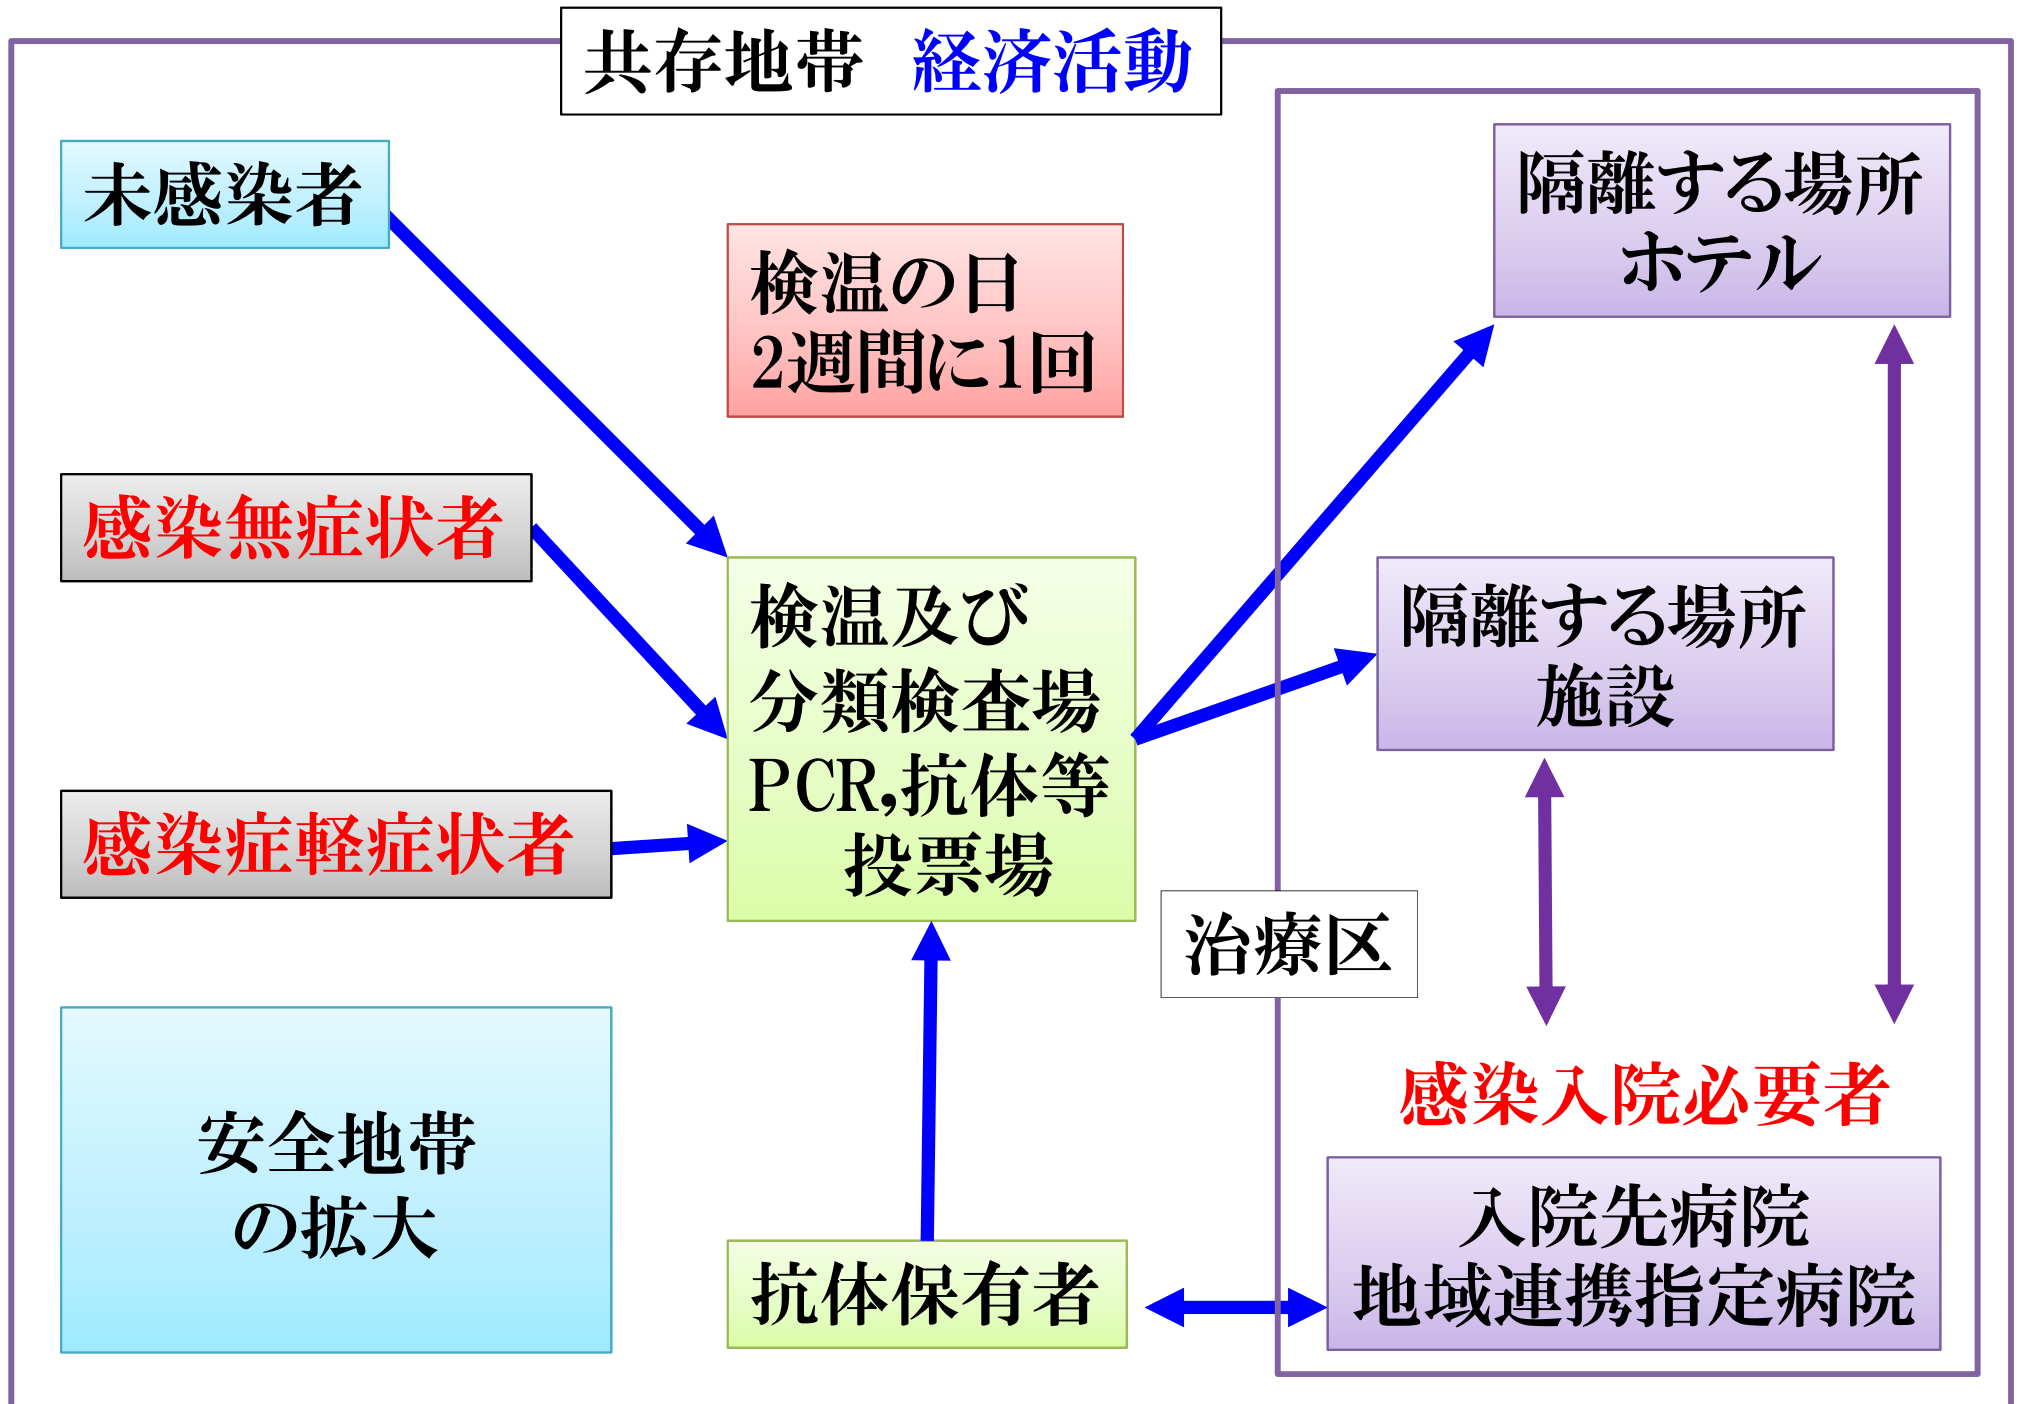 共存地帯 経済活動
未感染者
検温の日
2週間に1回
隔離する場所
ホテル
感染無症状者
検温及び
分類検査場
PCR,抗体等
投票場
隔離する場所
施設
感染症軽症状者
治療区
安全地帯
の拡大
感染入院必要者
抗体保有者
入院先病院
地域連携指定病院